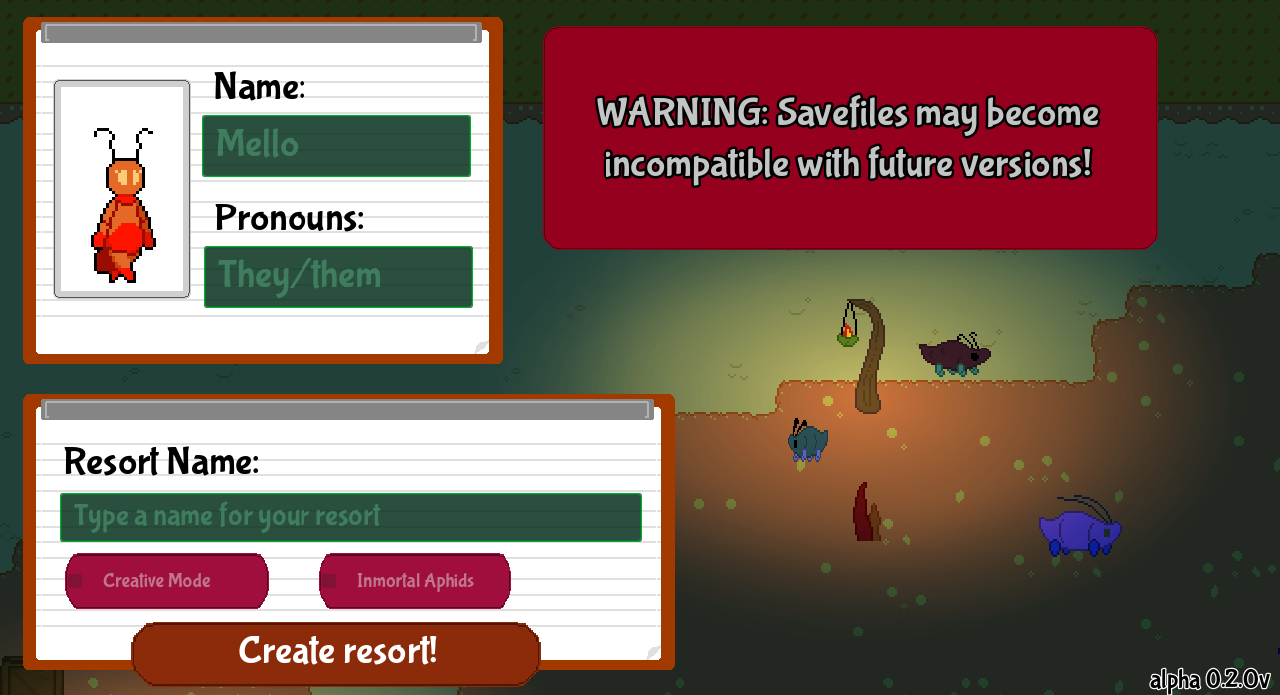 Name:
Mello
Pronouns:
They/them
WARNING: Savefiles may become
incompatible with future versions!
Resort Name:
Type a name for your resort
Creative Mode
Inmortal Aphids
Create resort!
alpha 0.2.0v